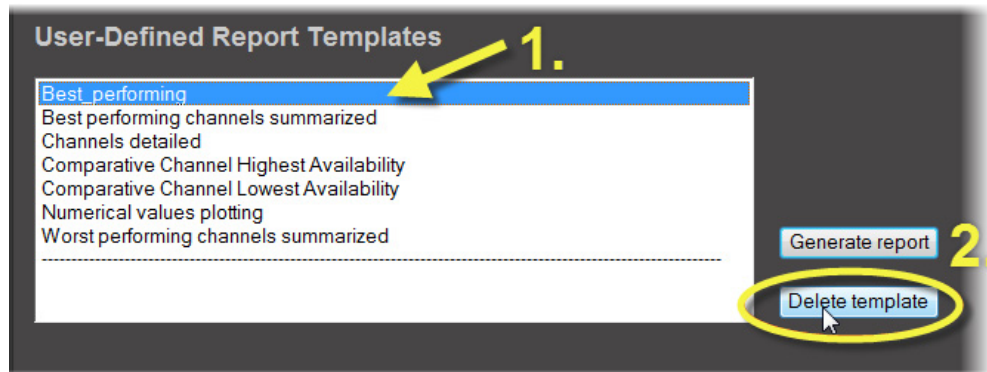 User-Defined Report Templates
1.
Best_performing
Best performing channels summarized
Channels detailed
Comparative Channel Highest Availability
Comparative Channel Lowest Availability
Numerical values plotting
Worst performing channels summarized
Generate report
2.
Delete template